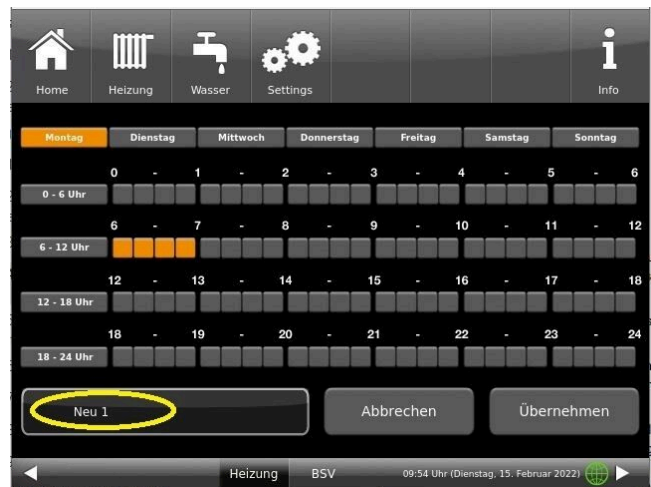 Home Heizung Wasser Settings Info
Montag Dienstag Mittwoch Donnerstag Freitag Samstag Sonntag
0 - 1 - 2 - 3 - 4 - 5 - 6
0 - 6 Uhr
6 - 7 - 8 - 9 - 10 - 11 - 12
6 - 12 Uhr
12 - 13 - 14 - 15 - 16 - 17 - 18
12 - 18 Uhr
18 - 19 - 20 - 21 - 22 - 23 - 24
18 - 24 Uhr
Neu 1 Abbrechen Übernehmen
Heizung BSV 09:54 Uhr (Dienstag, 15. Februar 2022)